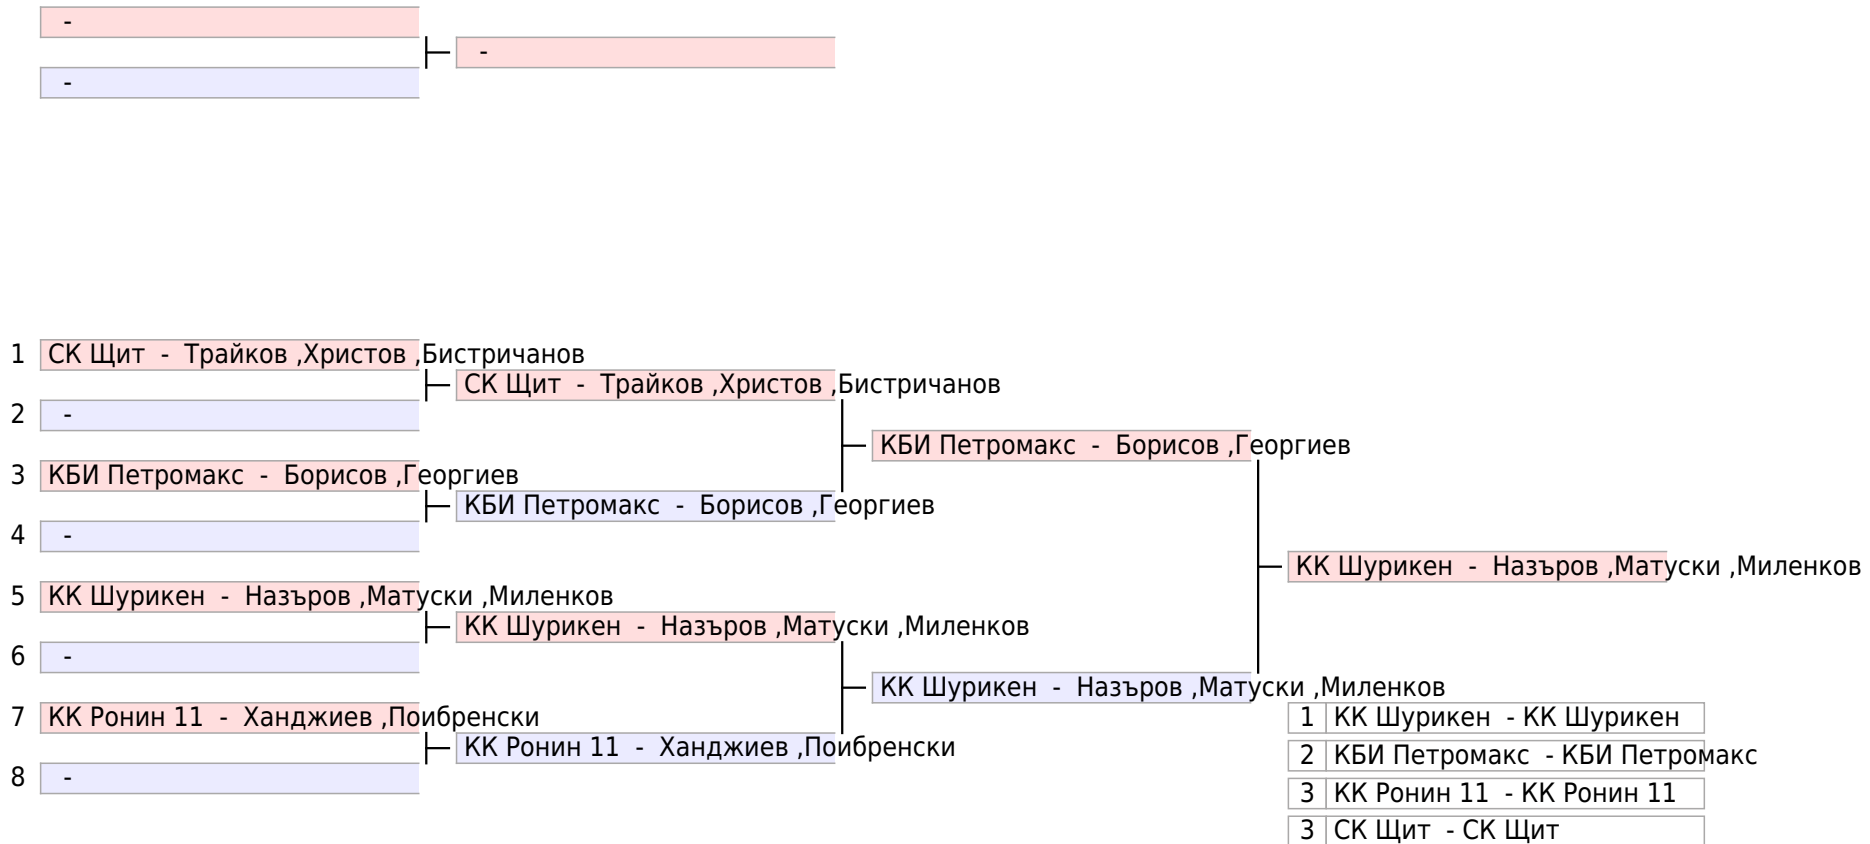 -
-
-
1 СК Щит - Трайков ,Христов ,Бистричанов
СК Щит - Трайков ,Христов ,Бистричанов
2 -
КБИ Петромакс - Борисов ,Георгиев
3 КБИ Петромакс - Борисов ,Георгиев
КБИ Петромакс - Борисов ,Георгиев
4 -
КК Шурикен - Назъров ,Матуски ,Миленков
5 КК Шурикен - Назъров ,Матуски ,Миленков
КК Шурикен - Назъров ,Матуски ,Миленков
6 -
КК Шурикен - Назъров ,Матуски ,Миленков
7 КК Ронин 11 - Ханджиев ,Поибренски
КК Ронин 11 - Ханджиев ,Поибренски
8 -
1 КК Шурикен - КК Шурикен
2 КБИ Петромакс - КБИ Петромакс
3 КК Ронин 11 - КК Ронин 11
3 СК Щит - СК Щит